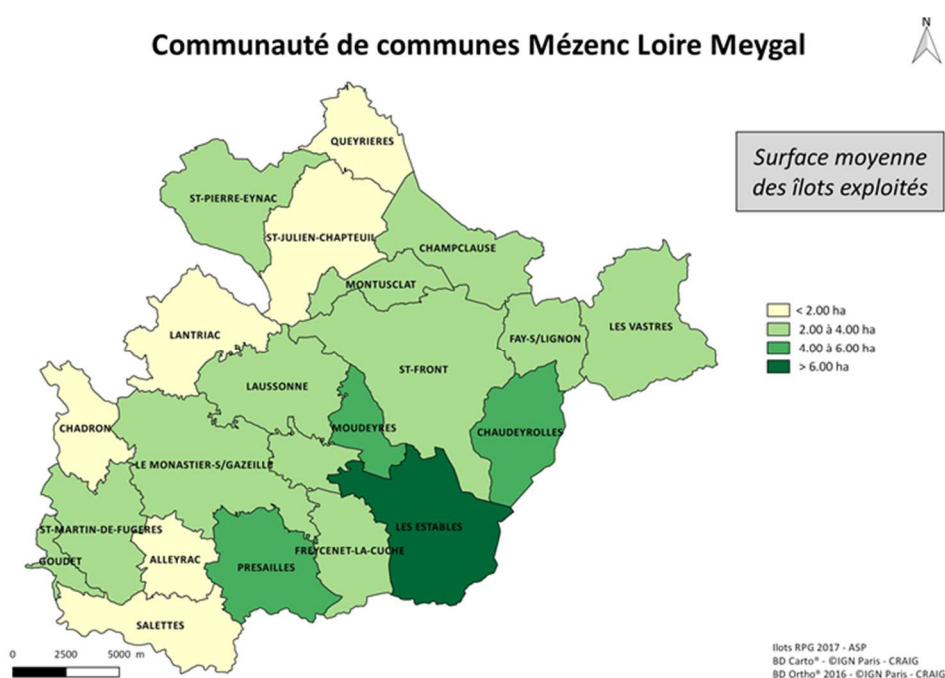 Communauté de communes Mézenc Loire Meygal
N
Surface moyenne
des îlots exploités
QUEYRIERES
ST-PIERRE-EYNAC
ST-JULIEN-CHAPTEUIL
CHAMPCLAUSE
MONTUSCLAT
LANTRIAC
FAY-S/LIGNON
LES VASTRES
ST-FRONT
LAUSSONNE
CHADRON
MOUDEYRES
CHAUDEYROLLES
LE MONASTIER-S/GAZEILLE
ST-MARTIN-DE-FUGERES
LES ESTABLES
GOUDET
ALLEYRAC
PRESAILLES
FREYCENET-LA-CUCHE
SALETTES
< 2.00 ha
2.00 à 4.00 ha
4.00 à 6.00 ha
> 6.00 ha
0 2500 5000 m
Ilots RPG 2017 - ASP
BD Carto® - ©IGN Paris - CRAIG
BD Ortho® 2016 - ©IGN Paris - CRAIG